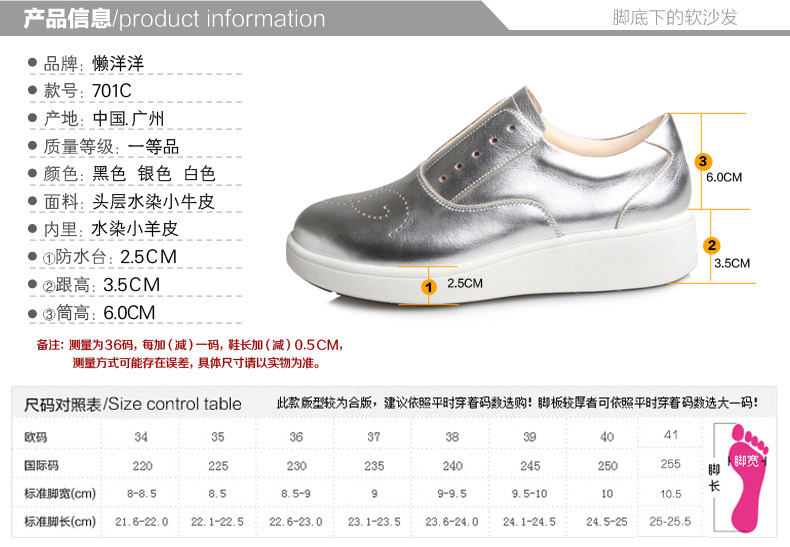 产品信息/product information
脚底下的软沙发
品牌: 懒洋洋
款号: 701C
产地: 中国.广州
质量等级: 一等品
颜色: 黑色 银色 白色
面料: 头层水染小牛皮
内里: 水染小羊皮
①防水台: 2.5CM
②跟高: 3.5CM
③筒高: 6.0CM
3
6.0CM
2
3.5CM
1
2.5CM
备注: 测量为36码, 每加(减)一码, 鞋长加(减)0.5CM,
测量方式可能存在误差, 具体尺寸请以实物为准。
尺码对照表/Size control table
此款版型较为合版, 建议依照平时穿着码数选购! 脚板较厚者可依照平时穿着码数选大一码!
欧码 34 35 36 37 38 39 40 41
国际码 220 225 230 235 240 245 250 255
标准脚宽(cm) 8-8.5 8.5 8.5-9 9 9-9.5 9.5-10 10 10.5
标准脚长(cm) 21.6-22.0 22.1-22.5 22.6-23.0 23.1-23.5 23.6-24.0 24.1-24.5 24.5-25 25-25.5
脚宽
脚长